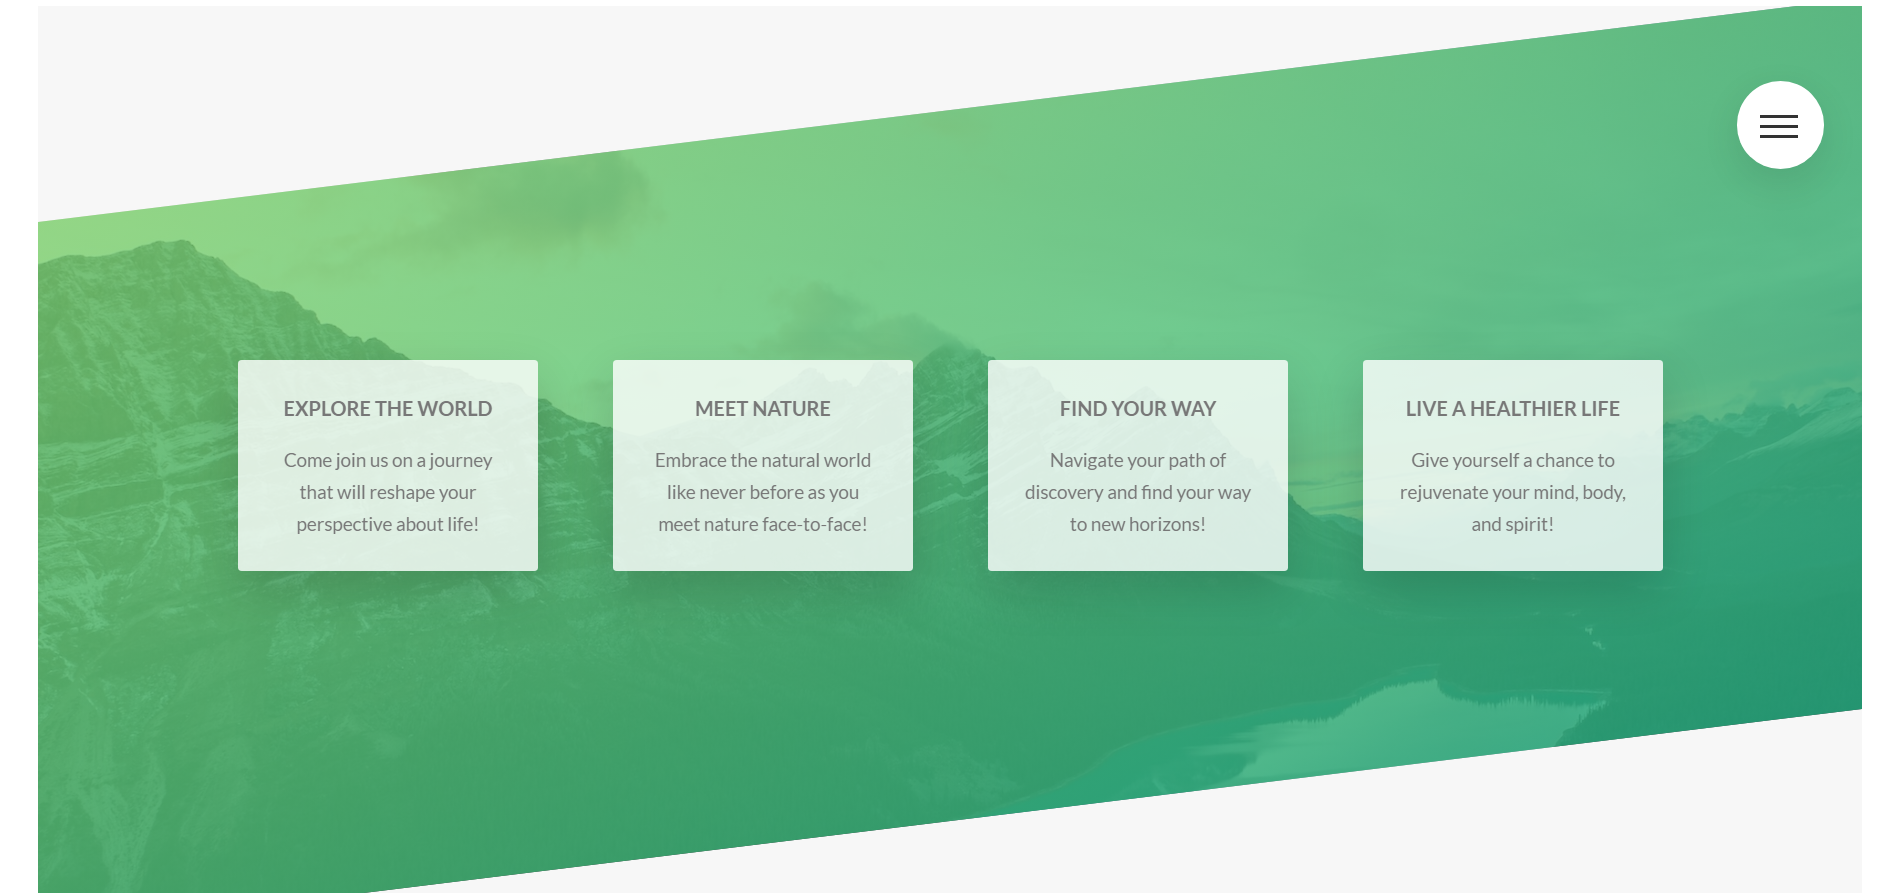 EXPLORE THE WORLD
Come join us on a journey
that will reshape your
perspective about life!
MEET NATURE
Embrace the natural world
like never before as you
meet nature face-to-face!
FIND YOUR WAY
Navigate your path of
discovery and find your way
to new horizons!
LIVE A HEALTHIER LIFE
Give yourself a chance to
rejuvenate your mind, body,
and spirit!